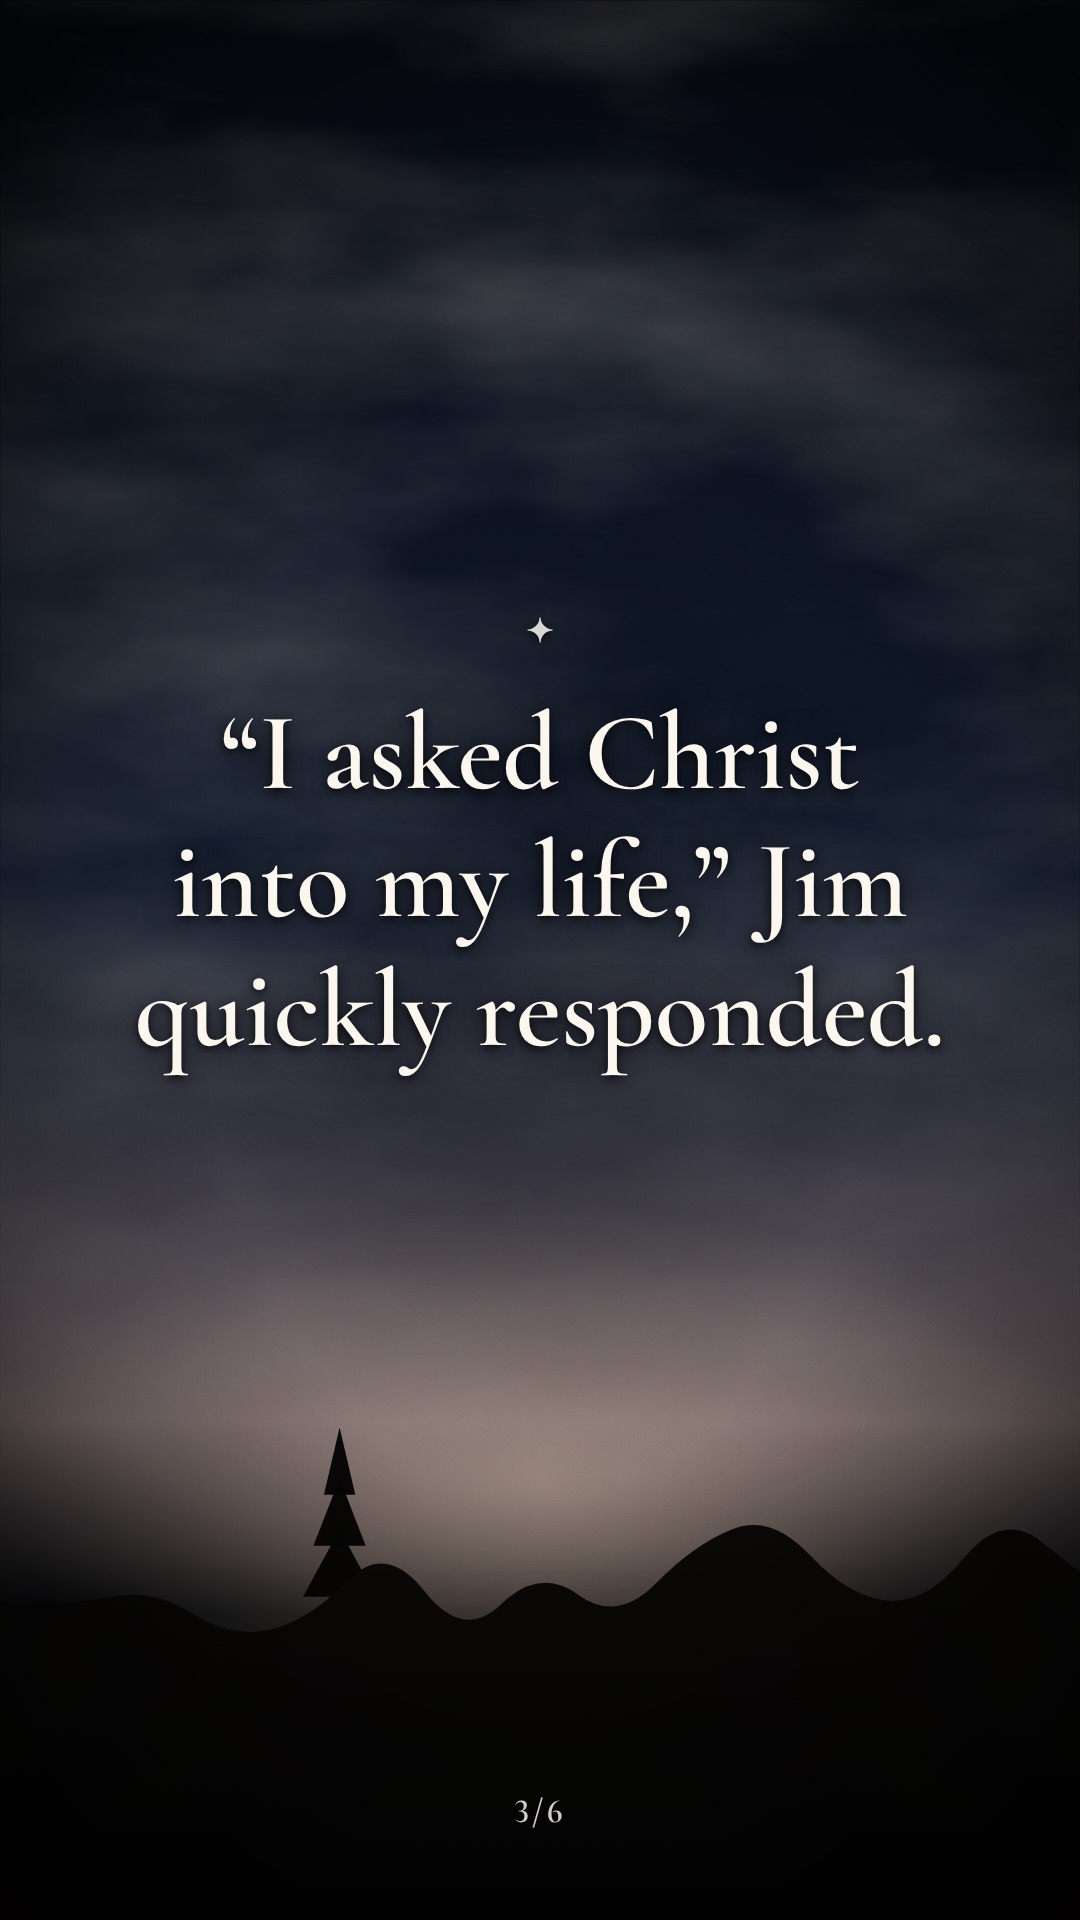 “I asked Christ
into my life,” Jim
quickly responded.
3/6